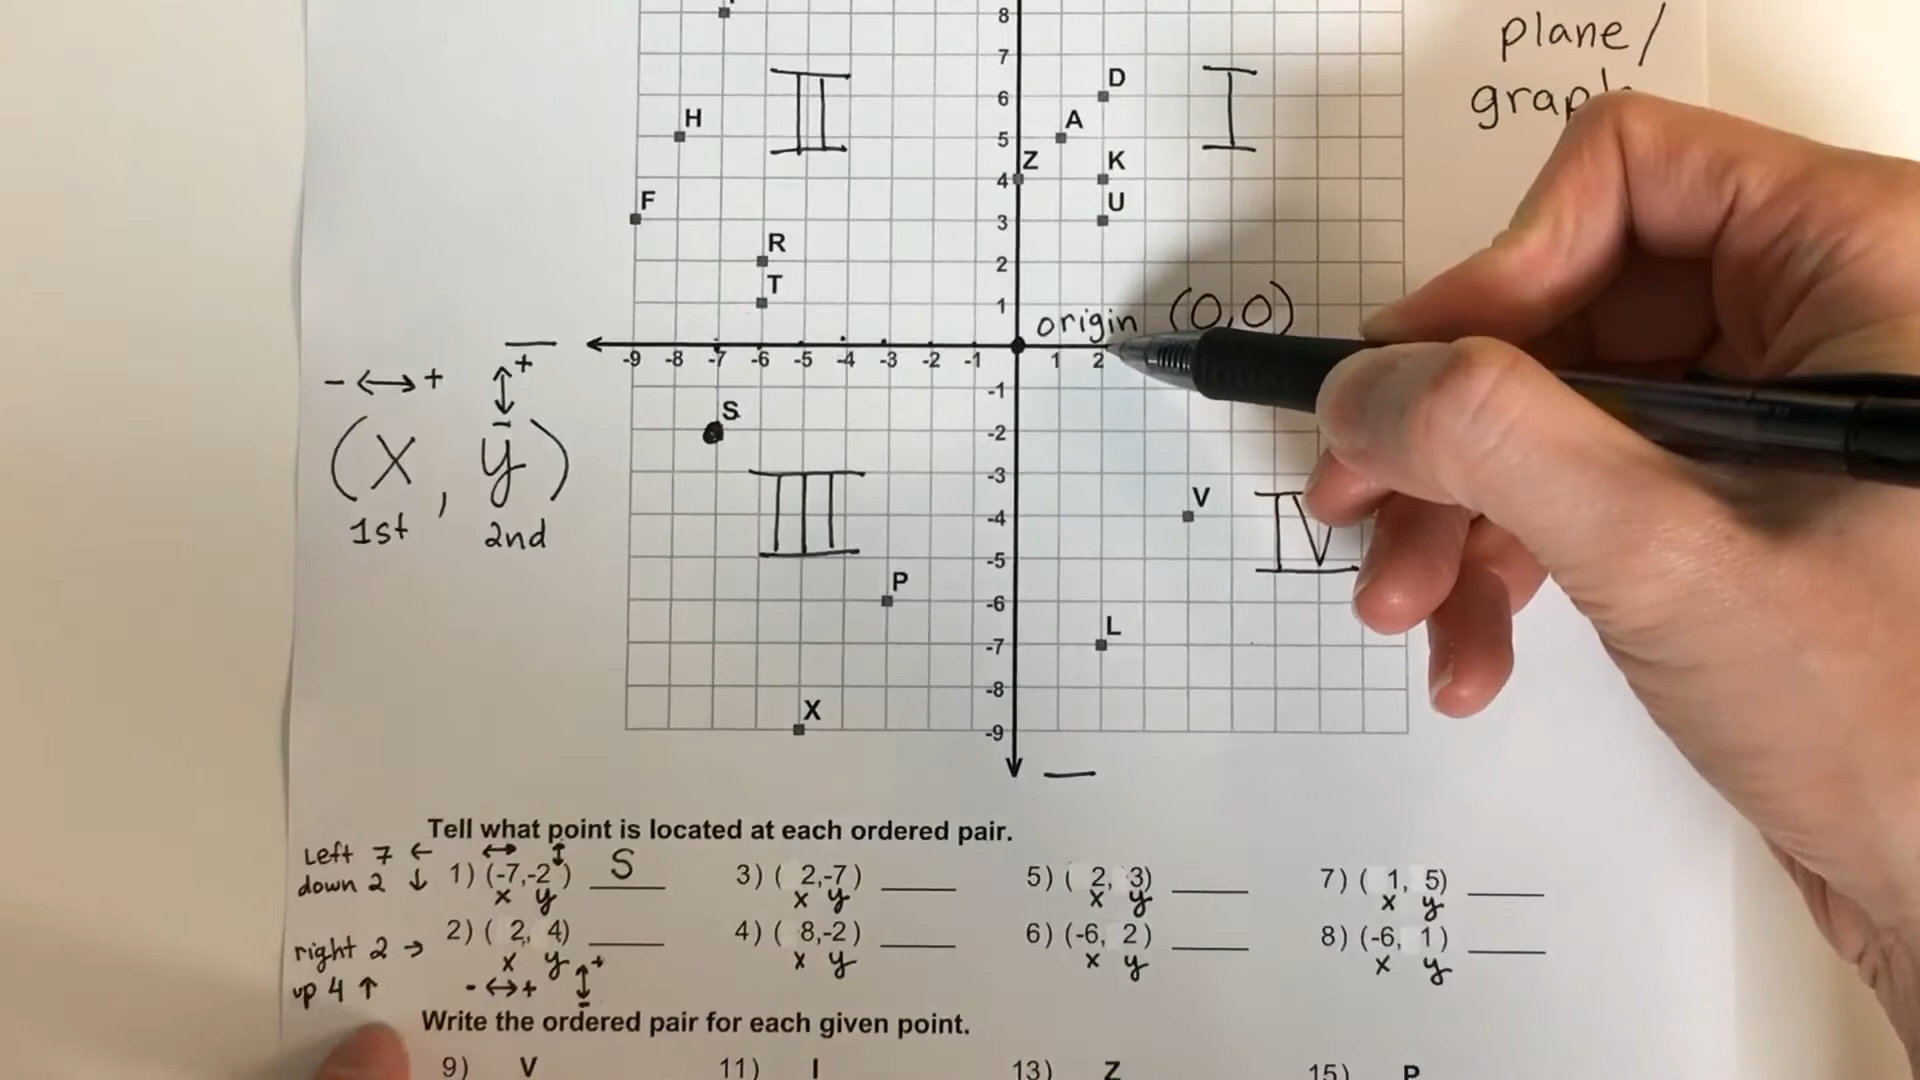 8
plane/
7
D
6
I
II
graph
H
A
5
Z
K
4
F
U
3
R
2
T
1
origin (0,0)
-9 -8 -7 -6 -5 -4 -3 -2 -1 1 2
- ↔ +
+
-
-1
S
-2
(x, y)
1st 2nd
-3
III
V
IV
-4
-5
P
-6
L
-7
-8
X
-9
Tell what point is located at each ordered pair.
Left 7 ←
down 2 ↓
1) (-7,-2) S
x y
3) ( 2,-7)
x y
5) ( 2, 3)
x y
7) ( 1, 5)
x y
right 2 →
up 4 ↑
2) ( 2, 4)
x y
- ↔ +
+
-
4) ( 8,-2)
x y
6) (-6, 2)
x y
8) (-6, 1)
x y
Write the ordered pair for each given point.
9) V 11) I 13) Z 15) P